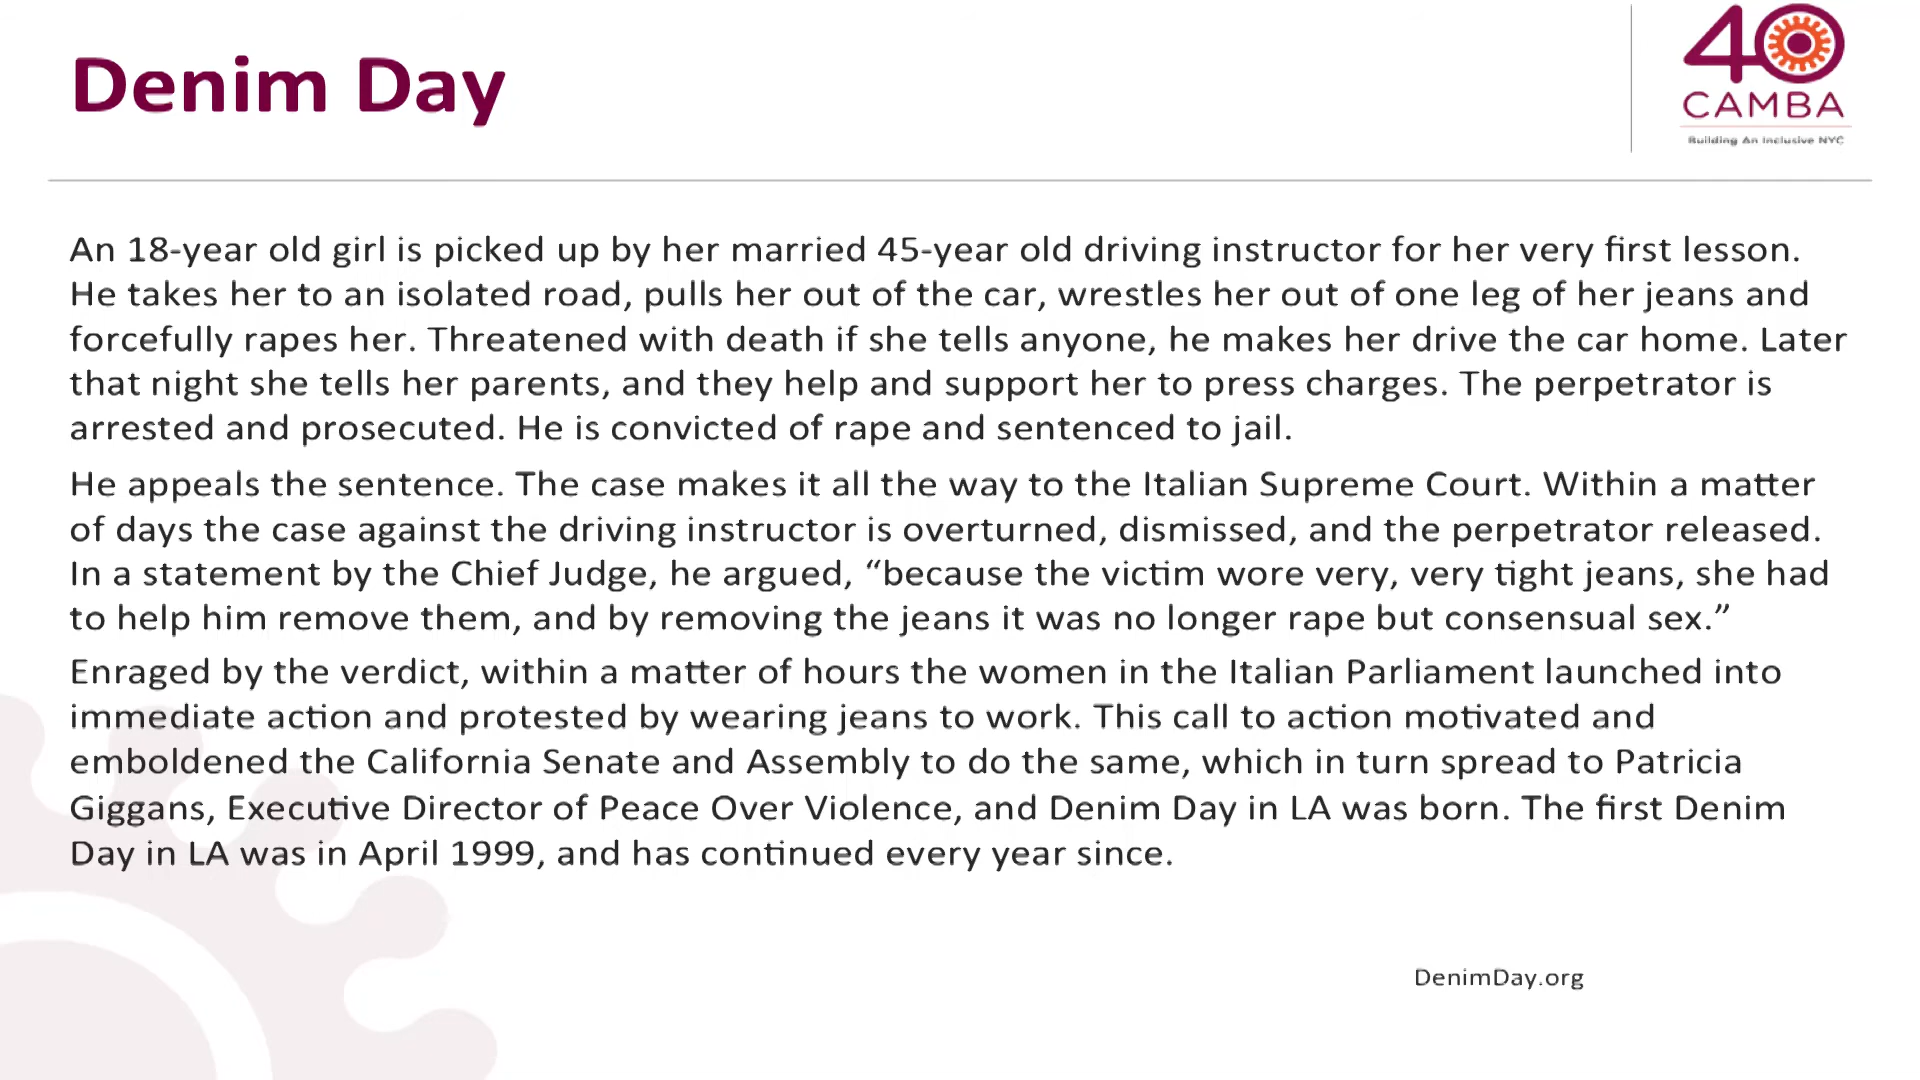 Denim Day
40
CAMBA
Building An Inclusive NYC
An 18-year old girl is picked up by her married 45-year old driving instructor for her very first lesson.
He takes her to an isolated road, pulls her out of the car, wrestles her out of one leg of her jeans and
forcefully rapes her. Threatened with death if she tells anyone, he makes her drive the car home. Later
that night she tells her parents, and they help and support her to press charges. The perpetrator is
arrested and prosecuted. He is convicted of rape and sentenced to jail.
He appeals the sentence. The case makes it all the way to the Italian Supreme Court. Within a matter
of days the case against the driving instructor is overturned, dismissed, and the perpetrator released.
In a statement by the Chief Judge, he argued, “because the victim wore very, very tight jeans, she had
to help him remove them, and by removing the jeans it was no longer rape but consensual sex.”
Enraged by the verdict, within a matter of hours the women in the Italian Parliament launched into
immediate action and protested by wearing jeans to work. This call to action motivated and
emboldened the California Senate and Assembly to do the same, which in turn spread to Patricia
Giggans, Executive Director of Peace Over Violence, and Denim Day in LA was born. The first Denim
Day in LA was in April 1999, and has continued every year since.
DenimDay.org